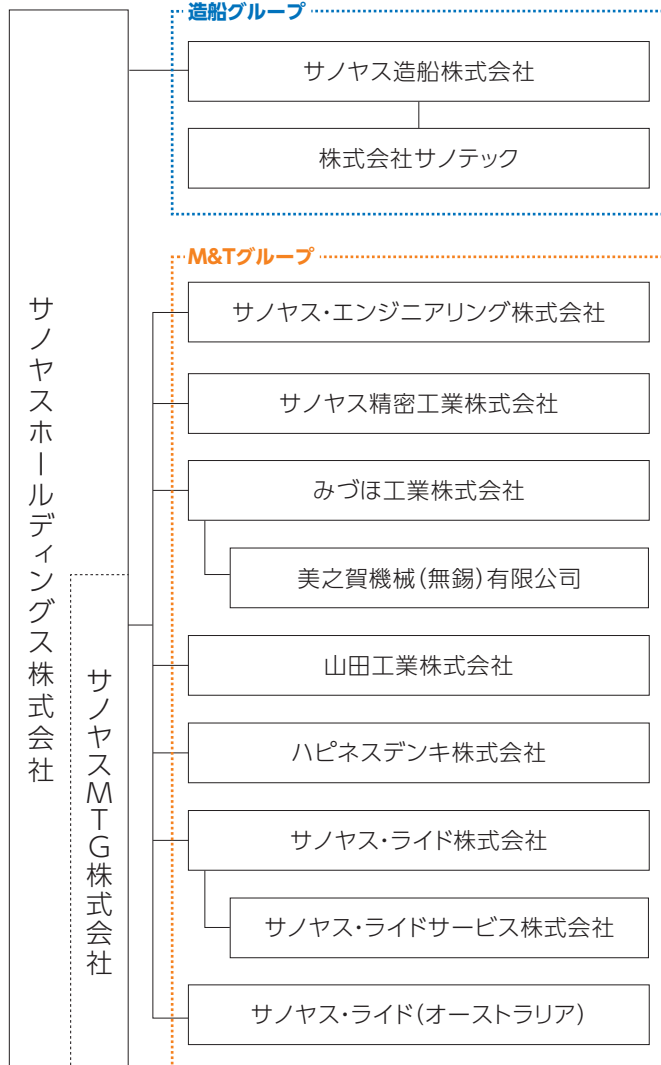 造船グループ
サノヤス造船株式会社
株式会社サノテック
M&Tグループ
サノヤスホールディングス株式会社
サノヤスMTG株式会社
サノヤス・エンジニアリング株式会社
サノヤス精密工業株式会社
みづほ工業株式会社
美之賀機械(無錫)有限公司
山田工業株式会社
ハピネスデンキ株式会社
サノヤス・ライド株式会社
サノヤス・ライドサービス株式会社
サノヤス・ライド(オーストラリア)